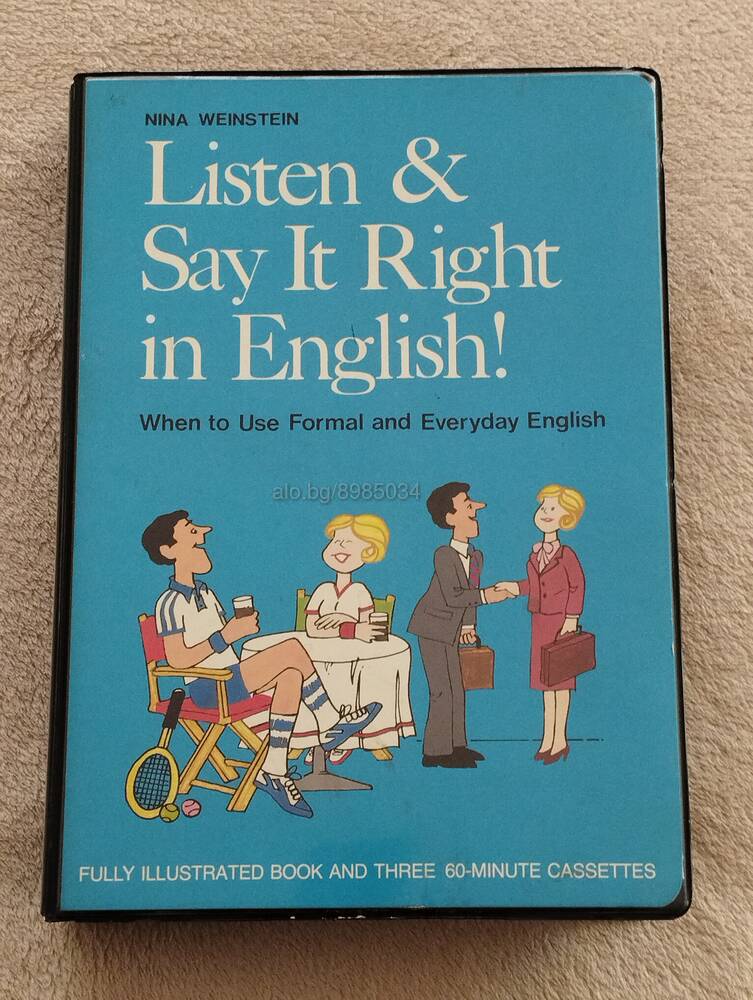 NINA WEINSTEIN
Listen &
Say It Right
in English!
When to Use Formal and Everyday English
alo.bg/8985034
FULLY ILLUSTRATED BOOK AND THREE 60-MINUTE CASSETTES